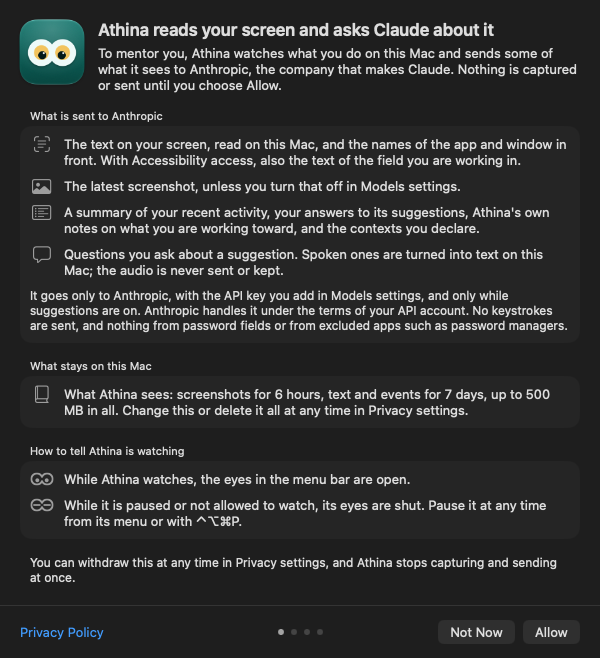 Athina reads your screen and asks Claude about it
To mentor you, Athina watches what you do on this Mac and sends some of
what it sees to Anthropic, the company that makes Claude. Nothing is captured
or sent until you choose Allow.
What is sent to Anthropic
The text on your screen, read on this Mac, and the names of the app and window in
front. With Accessibility access, also the text of the field you are working in.
The latest screenshot, unless you turn that off in Models settings.
A summary of your recent activity, your answers to its suggestions, Athina's own
notes on what you are working toward, and the contexts you declare.
Questions you ask about a suggestion. Spoken ones are turned into text on this
Mac; the audio is never sent or kept.
It goes only to Anthropic, with the API key you add in Models settings, and only while
suggestions are on. Anthropic handles it under the terms of your API account. No keystrokes
are sent, and nothing from password fields or from excluded apps such as password managers.
What stays on this Mac
What Athina sees: screenshots for 6 hours, text and events for 7 days, up to 500
MB in all. Change this or delete it all at any time in Privacy settings.
How to tell Athina is watching
While Athina watches, the eyes in the menu bar are open.
While it is paused or not allowed to watch, its eyes are shut. Pause it at any time
from its menu or with ⌃⌥⌘P.
You can withdraw this at any time in Privacy settings, and Athina stops capturing and sending
at once.
Privacy Policy
Not Now
Allow